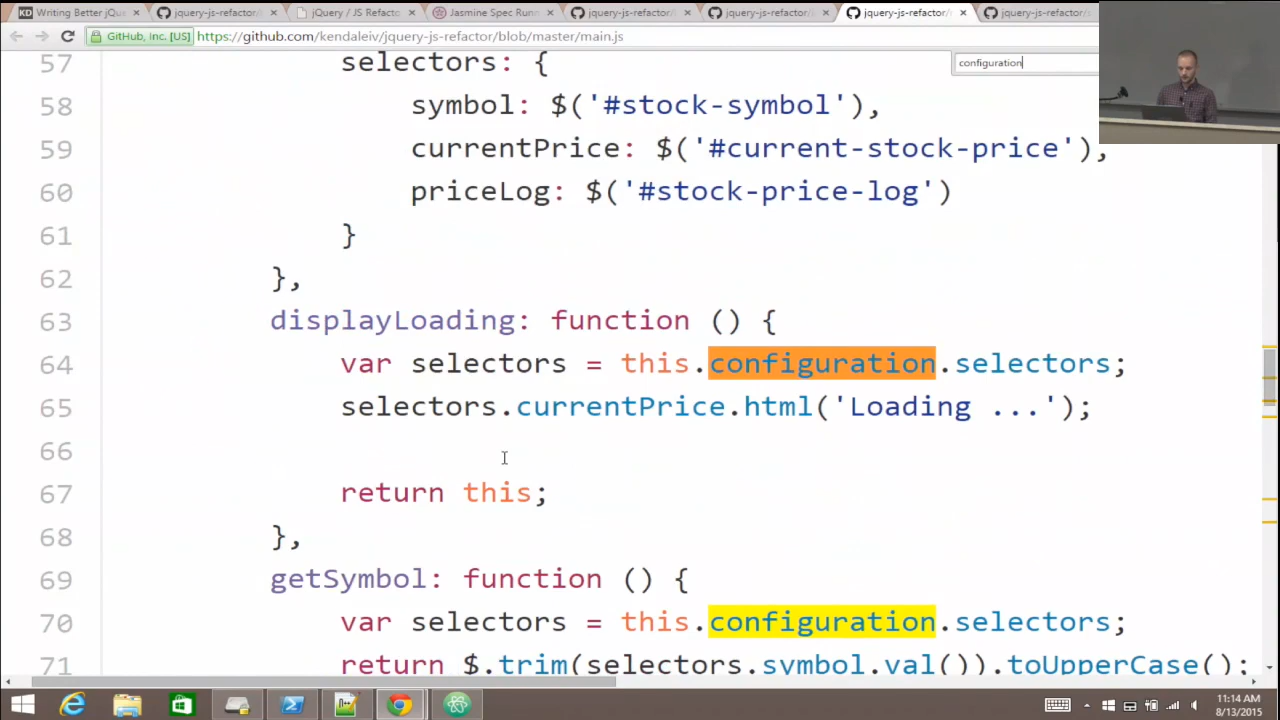 Writing Better jQue
jquery-js-refactor/
jQuery / JS Refacto
Jasmine Spec Runn
jquery-js-refactor/
jquery-js-refactor/
jquery-js-refactor/
jquery-js-refactor/
GitHub, Inc. [US]
https://github.com/kendaleiv/jquery-js-refactor/blob/master/main.js
configuration
57 selectors: {
58 symbol: $('#stock-symbol'),
59 currentPrice: $('#current-stock-price'),
60 priceLog: $('#stock-price-log')
61 }
62 },
63 displayLoading: function () {
64 var selectors = this.configuration.selectors;
65 selectors.currentPrice.html('Loading ...');
66
67 return this;
68 },
69 getSymbol: function () {
70 var selectors = this.configuration.selectors;
71 return $.trim(selectors.symbol.val()).toUpperCase();
11:14 AM
8/13/2015